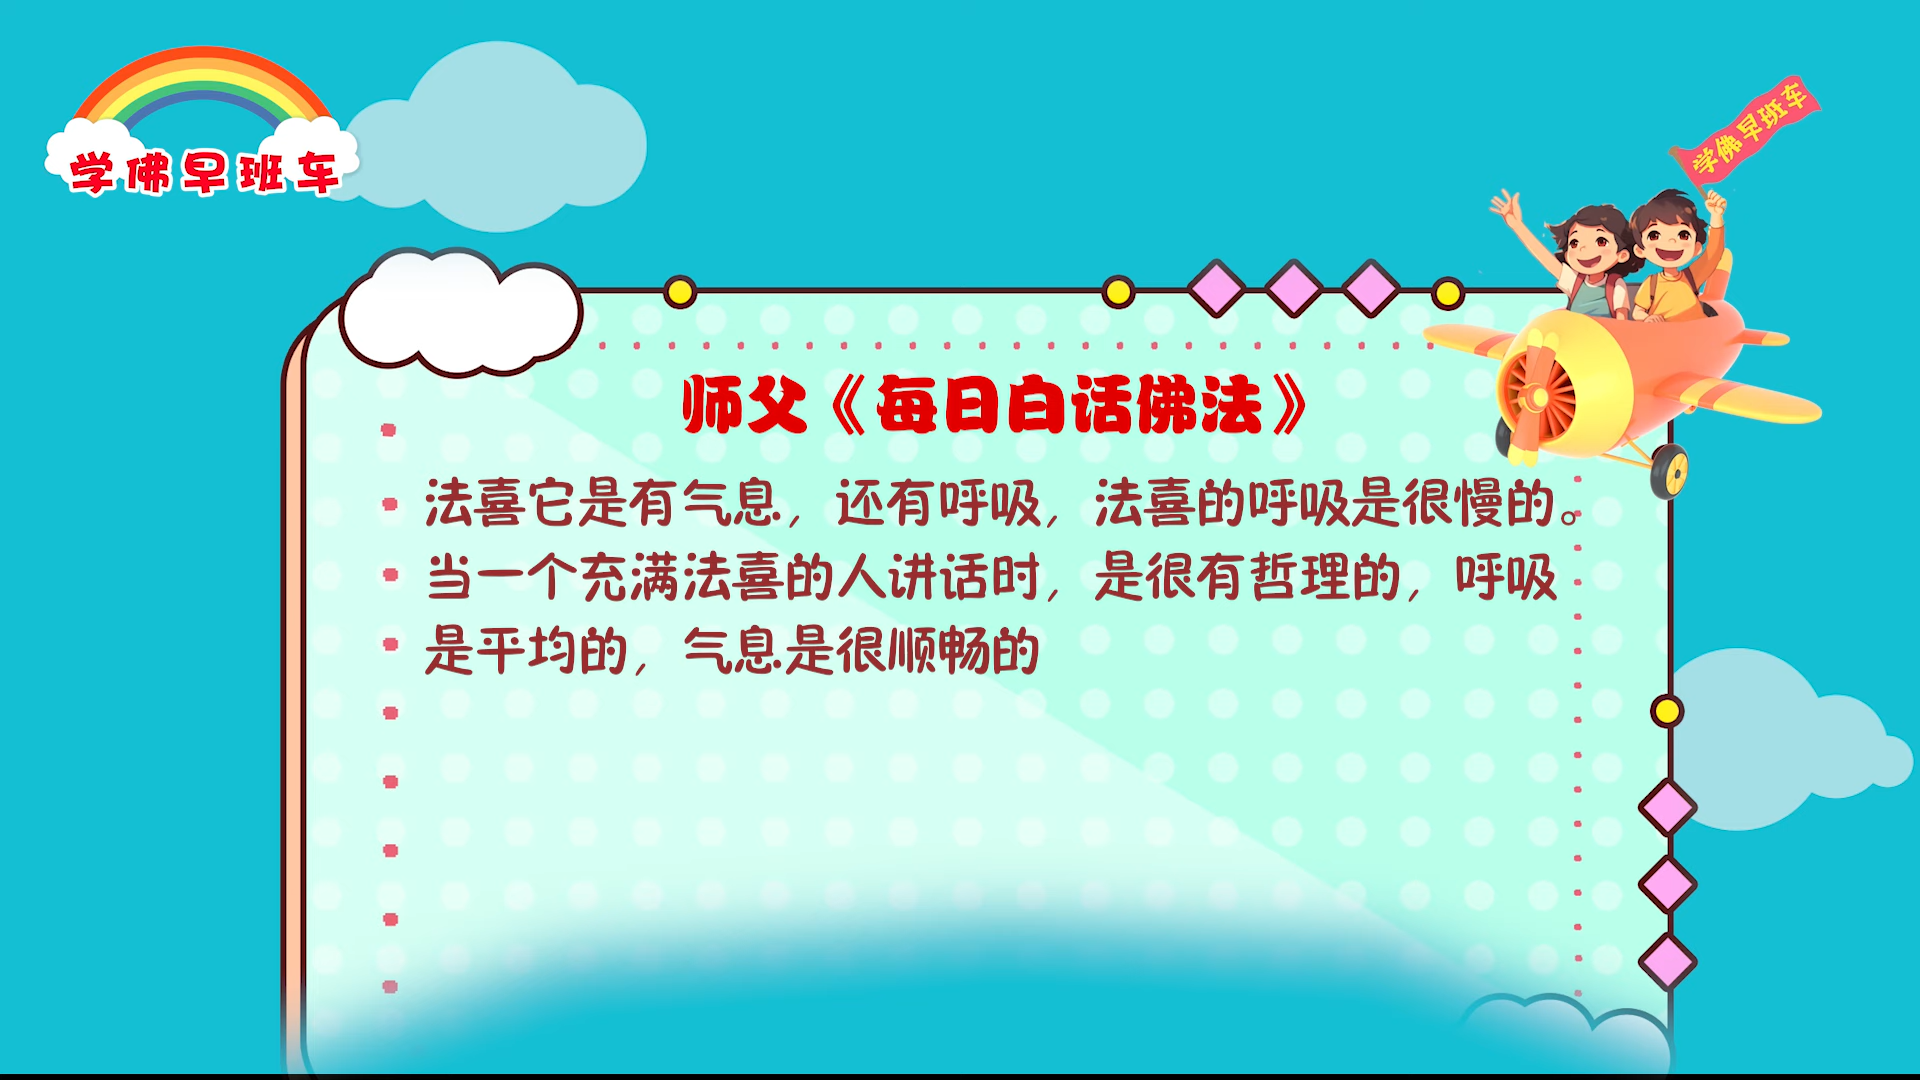 学佛早班车
学佛早班车
师父《每日白话佛法》
法喜它是有气息，还有呼吸，法喜的呼吸是很慢的。
当一个充满法喜的人讲话时，是很有哲理的，呼吸
是平均的，气息是很顺畅的